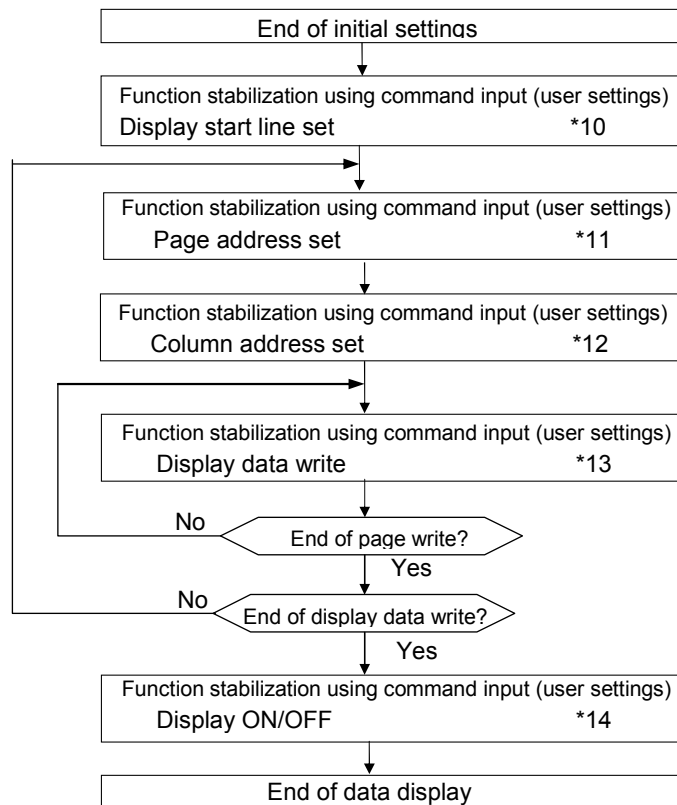 End of initial settings
Function stabilization using command input (user settings)
Display start line set *10
Function stabilization using command input (user settings)
Page address set *11
Function stabilization using command input (user settings)
Column address set *12
Function stabilization using command input (user settings)
Display data write *13
No
End of page write?
Yes
No
End of display data write?
Yes
Function stabilization using command input (user settings)
Display ON/OFF *14
End of data display